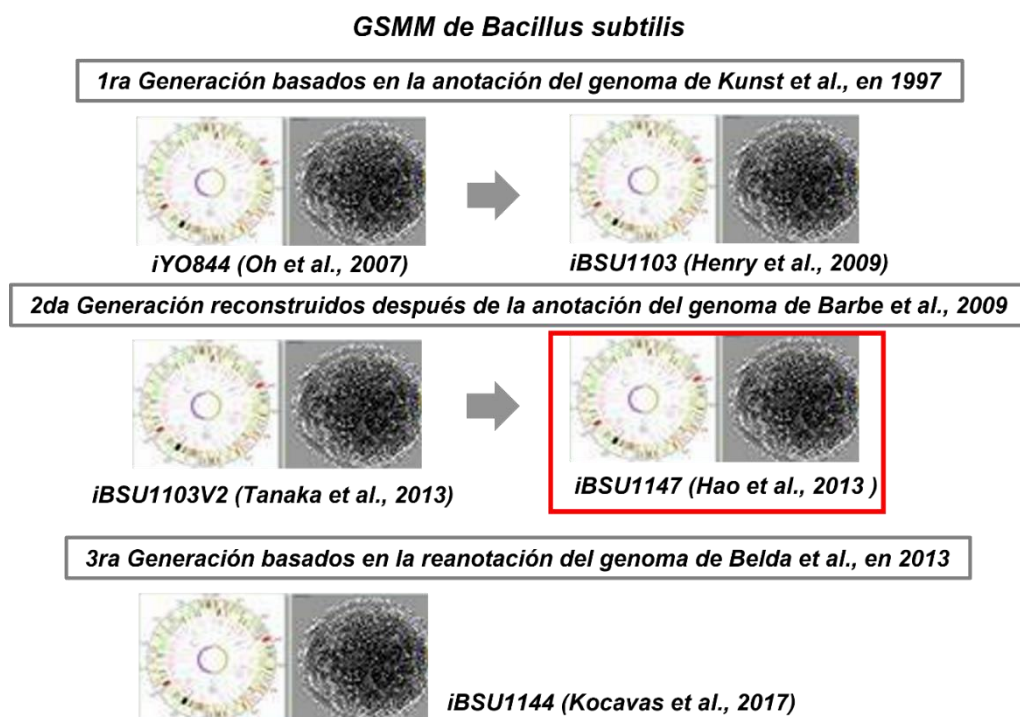 GSMM de Bacillus subtilis
1ra Generación basados en la anotación del genoma de Kunst et al., en 1997
iYO844 (Oh et al., 2007)
iBSU1103 (Henry et al., 2009)
2da Generación reconstruidos después de la anotación del genoma de Barbe et al., 2009
iBSU1103V2 (Tanaka et al., 2013)
iBSU1147 (Hao et al., 2013 )
3ra Generación basados en la reanotación del genoma de Belda et al., en 2013
iBSU1144 (Kocavas et al., 2017)